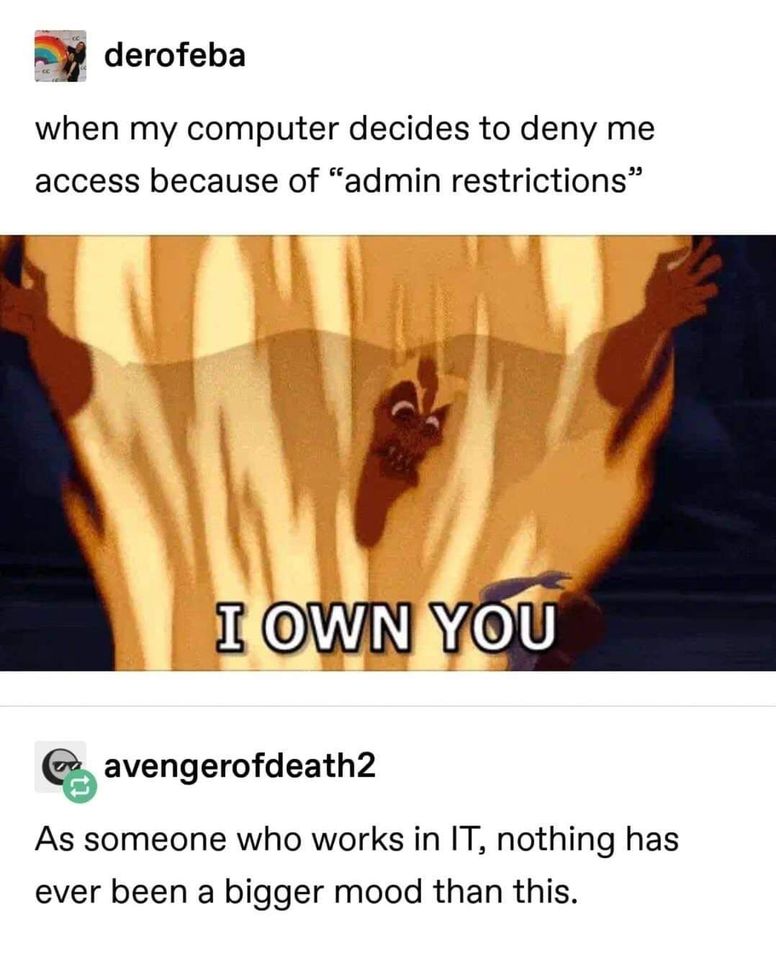 derofeba
when my computer decides to deny me
access because of “admin restrictions”
I OWN YOU
avengerofdeath2
As someone who works in IT, nothing has
ever been a bigger mood than this.